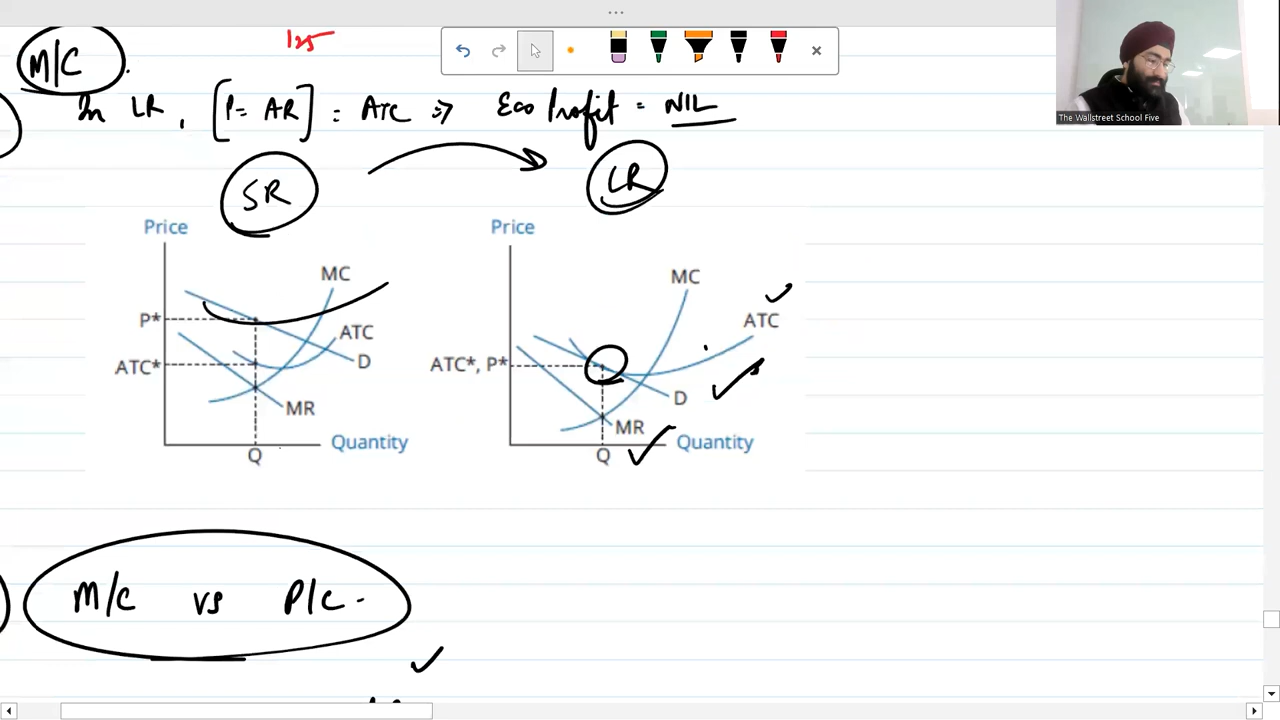 125
M/C.
In LR, [P = AR] = ATC => Eco Profit = NIL
The Wallstreet School Five
SR
LR
Price
Price
MC
MC
P*
ATC
ATC
ATC*
D
ATC*, P*
D
MR
MR
Quantity
Quantity
Q
Q
M/C vs P/C.